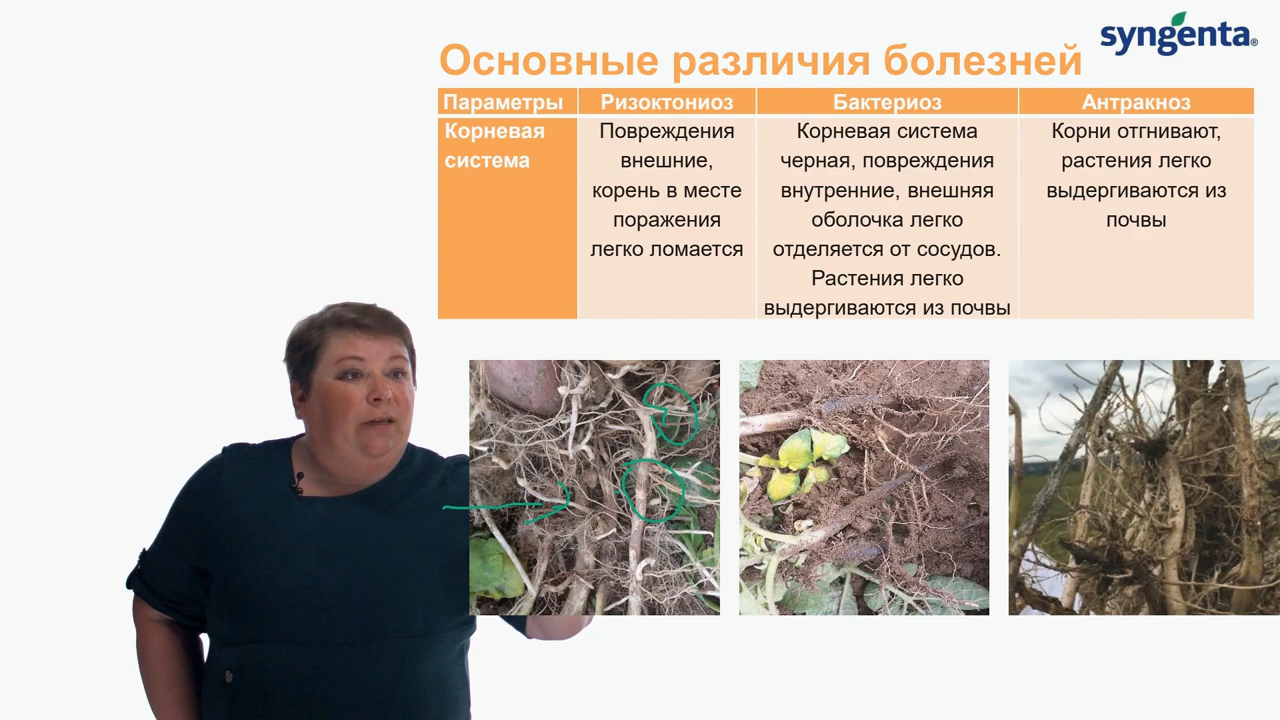 syngenta®
Основные различия болезней
Параметры
Ризоктониоз
Бактериоз
Антракноз
Корневая
система
Повреждения
внешние,
корень в месте
поражения
легко ломается
Корневая система
черная, повреждения
внутренние, внешняя
оболочка легко
отделяется от сосудов.
Растения легко
выдергиваются из почвы
Корни отгнивают,
растения легко
выдергиваются из
почвы